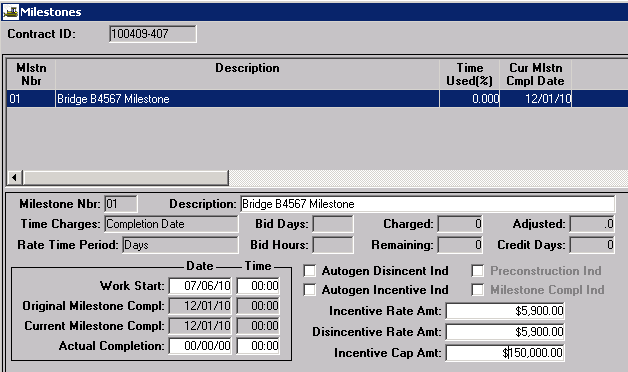 Milestones
Contract ID: 100409-407
Mlstn Nbr Description Time Used(%) Cur Mlstn Cmpl Date
01 Bridge B4567 Milestone 0.000 12/01/10
Milestone Nbr: 01 Description: Bridge B4567 Milestone
Time Charges: Completion Date Bid Days: Charged: 0 Adjusted: .0
Rate Time Period: Days Bid Hours: Remaining: 0 Credit Days: 0
Date Time
Work Start: 07/06/10 00:00
Original Milestone Compl: 12/01/10 00:00
Current Milestone Compl: 12/01/10 00:00
Actual Completion: 00/00/00 00:00
Autogen Disincent Ind Preconstruction Ind
Autogen Incentive Ind Milestone Compl Ind
Incentive Rate Amt: $5,900.00
Disincentive Rate Amt: $5,900.00
Incentive Cap Amt: $150,000.00